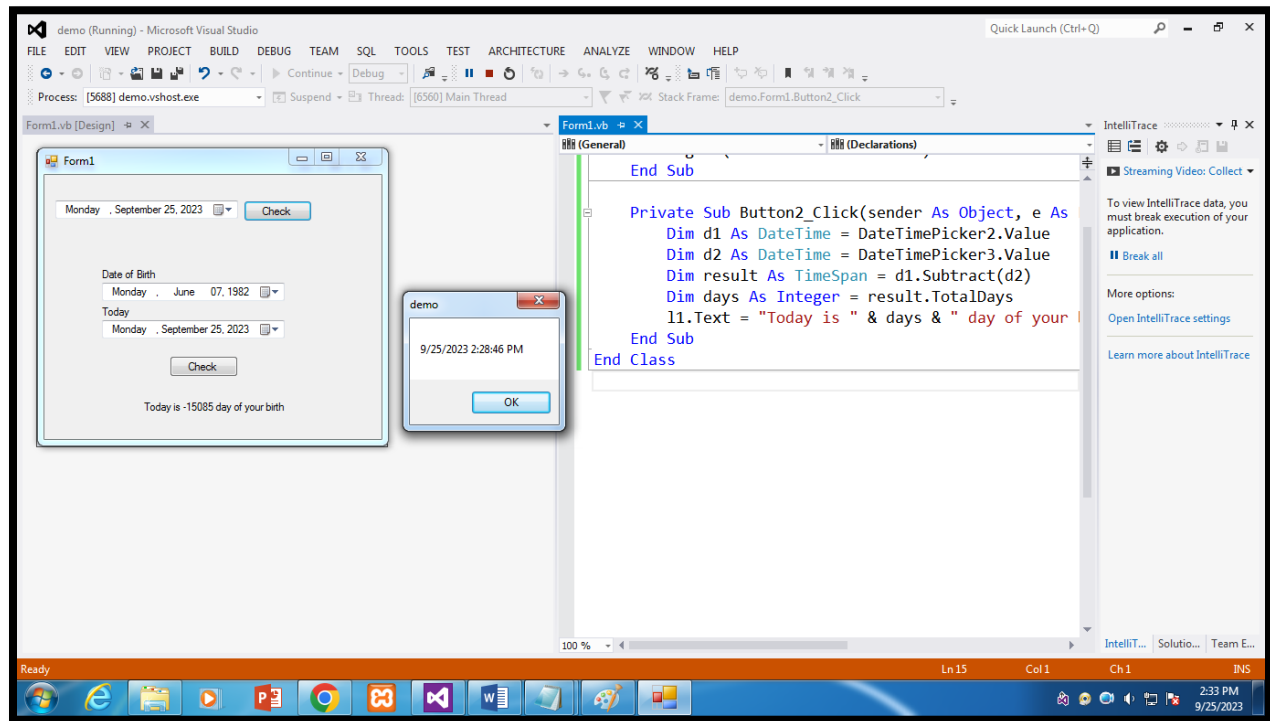 demo (Running) - Microsoft Visual Studio
Quick Launch (Ctrl+Q)
FILE EDIT VIEW PROJECT BUILD DEBUG TEAM SQL TOOLS TEST ARCHITECTURE ANALYZE WINDOW HELP
Continue Debug
Process: [5688] demo.vshost.exe Suspend Thread: [6560] Main Thread Stack Frame: demo.Form1.Button2_Click
Form1.vb [Design]
Form1
Monday , September 25, 2023 Check
Date of Birth
Monday , June 07, 1982
Today
Monday , September 25, 2023
Check
Today is -15085 day of your birth
demo
9/25/2023 2:28:46 PM
OK
Form1.vb
(General) (Declarations)
End Sub
Private Sub Button2_Click(sender As Object, e As
Dim d1 As DateTime = DateTimePicker2.Value
Dim d2 As DateTime = DateTimePicker3.Value
Dim result As TimeSpan = d1.Subtract(d2)
Dim days As Integer = result.TotalDays
l1.Text = "Today is " & days & " day of your
End Sub
End Class
100 %
IntelliTrace
Streaming Video: Collect
To view IntelliTrace data, you
must break execution of your
application.
Break all
More options:
Open IntelliTrace settings
Learn more about IntelliTrace
IntelliT... Solutio... Team E...
Ready Ln 15 Col 1 Ch 1 INS
2:33 PM
9/25/2023